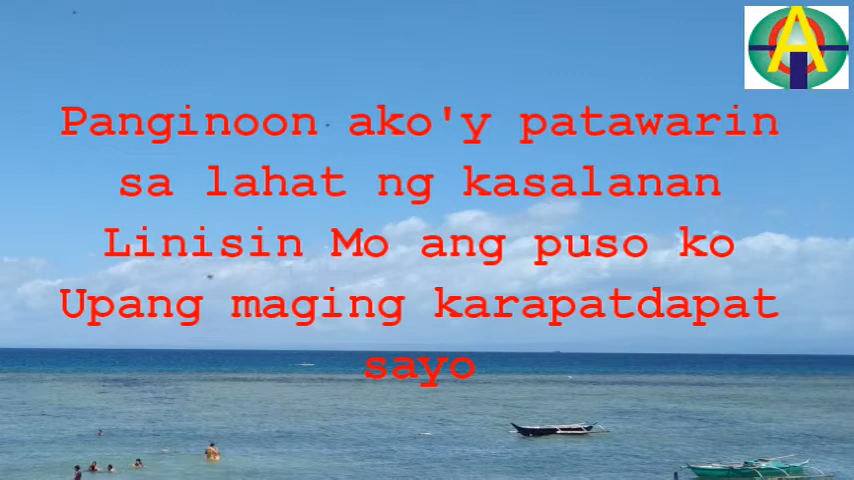 Panginoon ako'y patawarin
sa lahat ng kasalanan
Linisin Mo ang puso ko
Upang maging karapatdapat
sayo